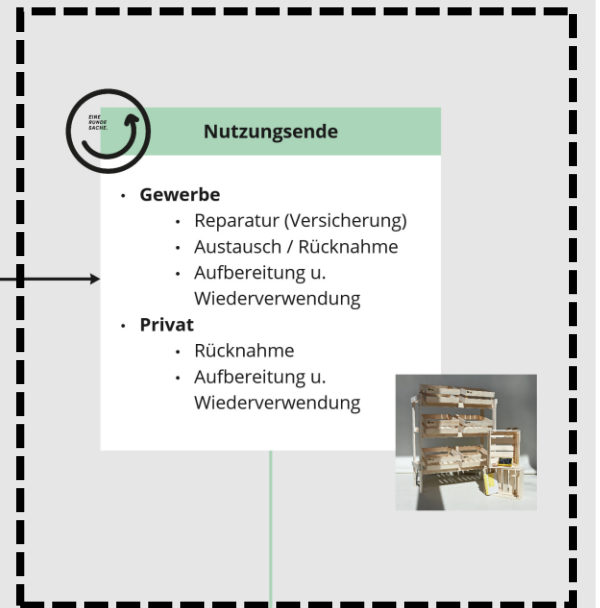 EINE
RUNDE
SACHE.
Nutzungsende
• Gewerbe
• Reparatur (Versicherung)
• Austausch / Rücknahme
• Aufbereitung u.
Wiederverwendung
• Privat
• Rücknahme
• Aufbereitung u.
Wiederverwendung